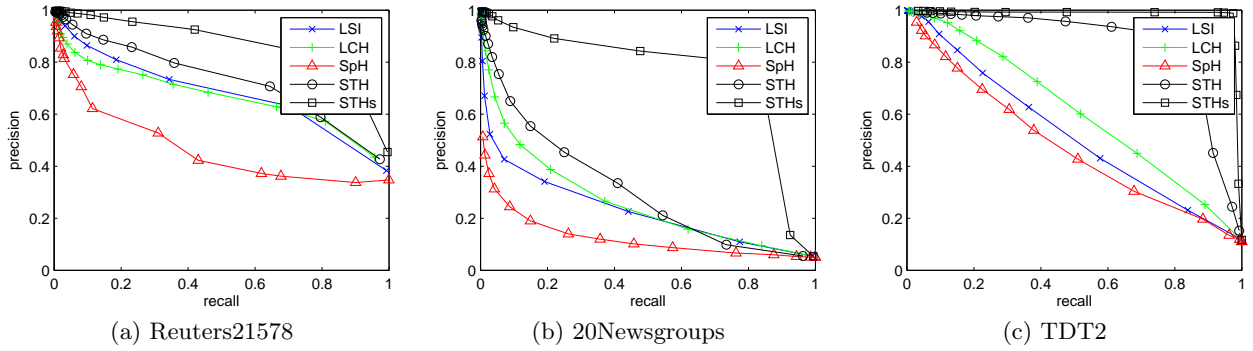 1
0.8
0.6
0.4
0.2
0
precision
0 0.2 0.4 0.6 0.8 1
recall
LSI
LCH
SpH
STH
STHs
(a) Reuters21578
1
0.8
0.6
0.4
0.2
0
precision
0 0.2 0.4 0.6 0.8 1
recall
LSI
LCH
SpH
STH
STHs
(b) 20Newsgroups
1
0.8
0.6
0.4
0.2
0
precision
0 0.2 0.4 0.6 0.8 1
recall
LSI
LCH
SpH
STH
STHs
(c) TDT2